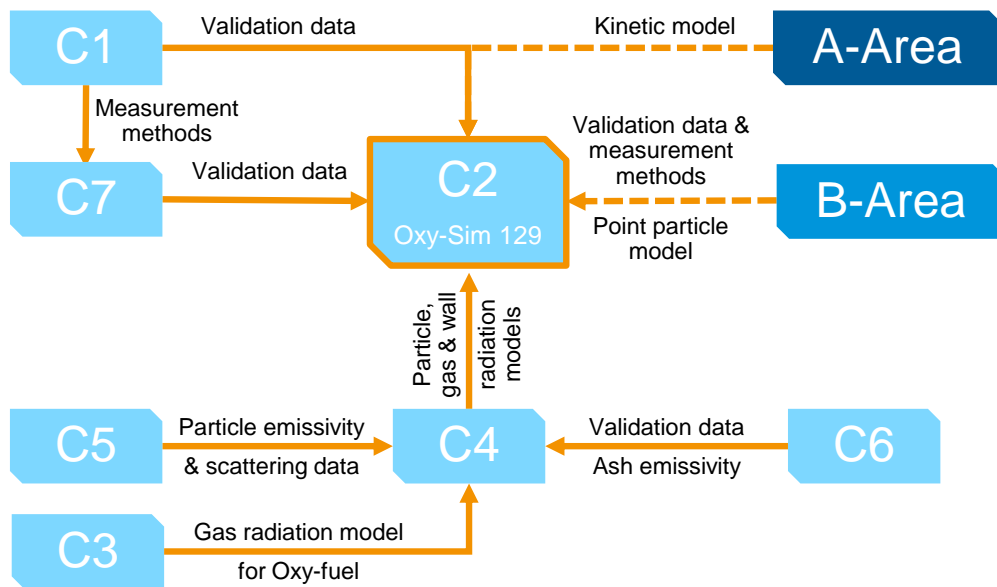 C1
Validation data
Kinetic model
A-Area
Measurement
methods
C7
Validation data
C2
Oxy-Sim 129
Validation data &
measurement
methods
Point particle
model
B-Area
Particle,
gas & wall
radiation
models
C5
Particle emissivity
& scattering data
C4
Validation data
Ash emissivity
C6
C3
Gas radiation model
for Oxy-fuel